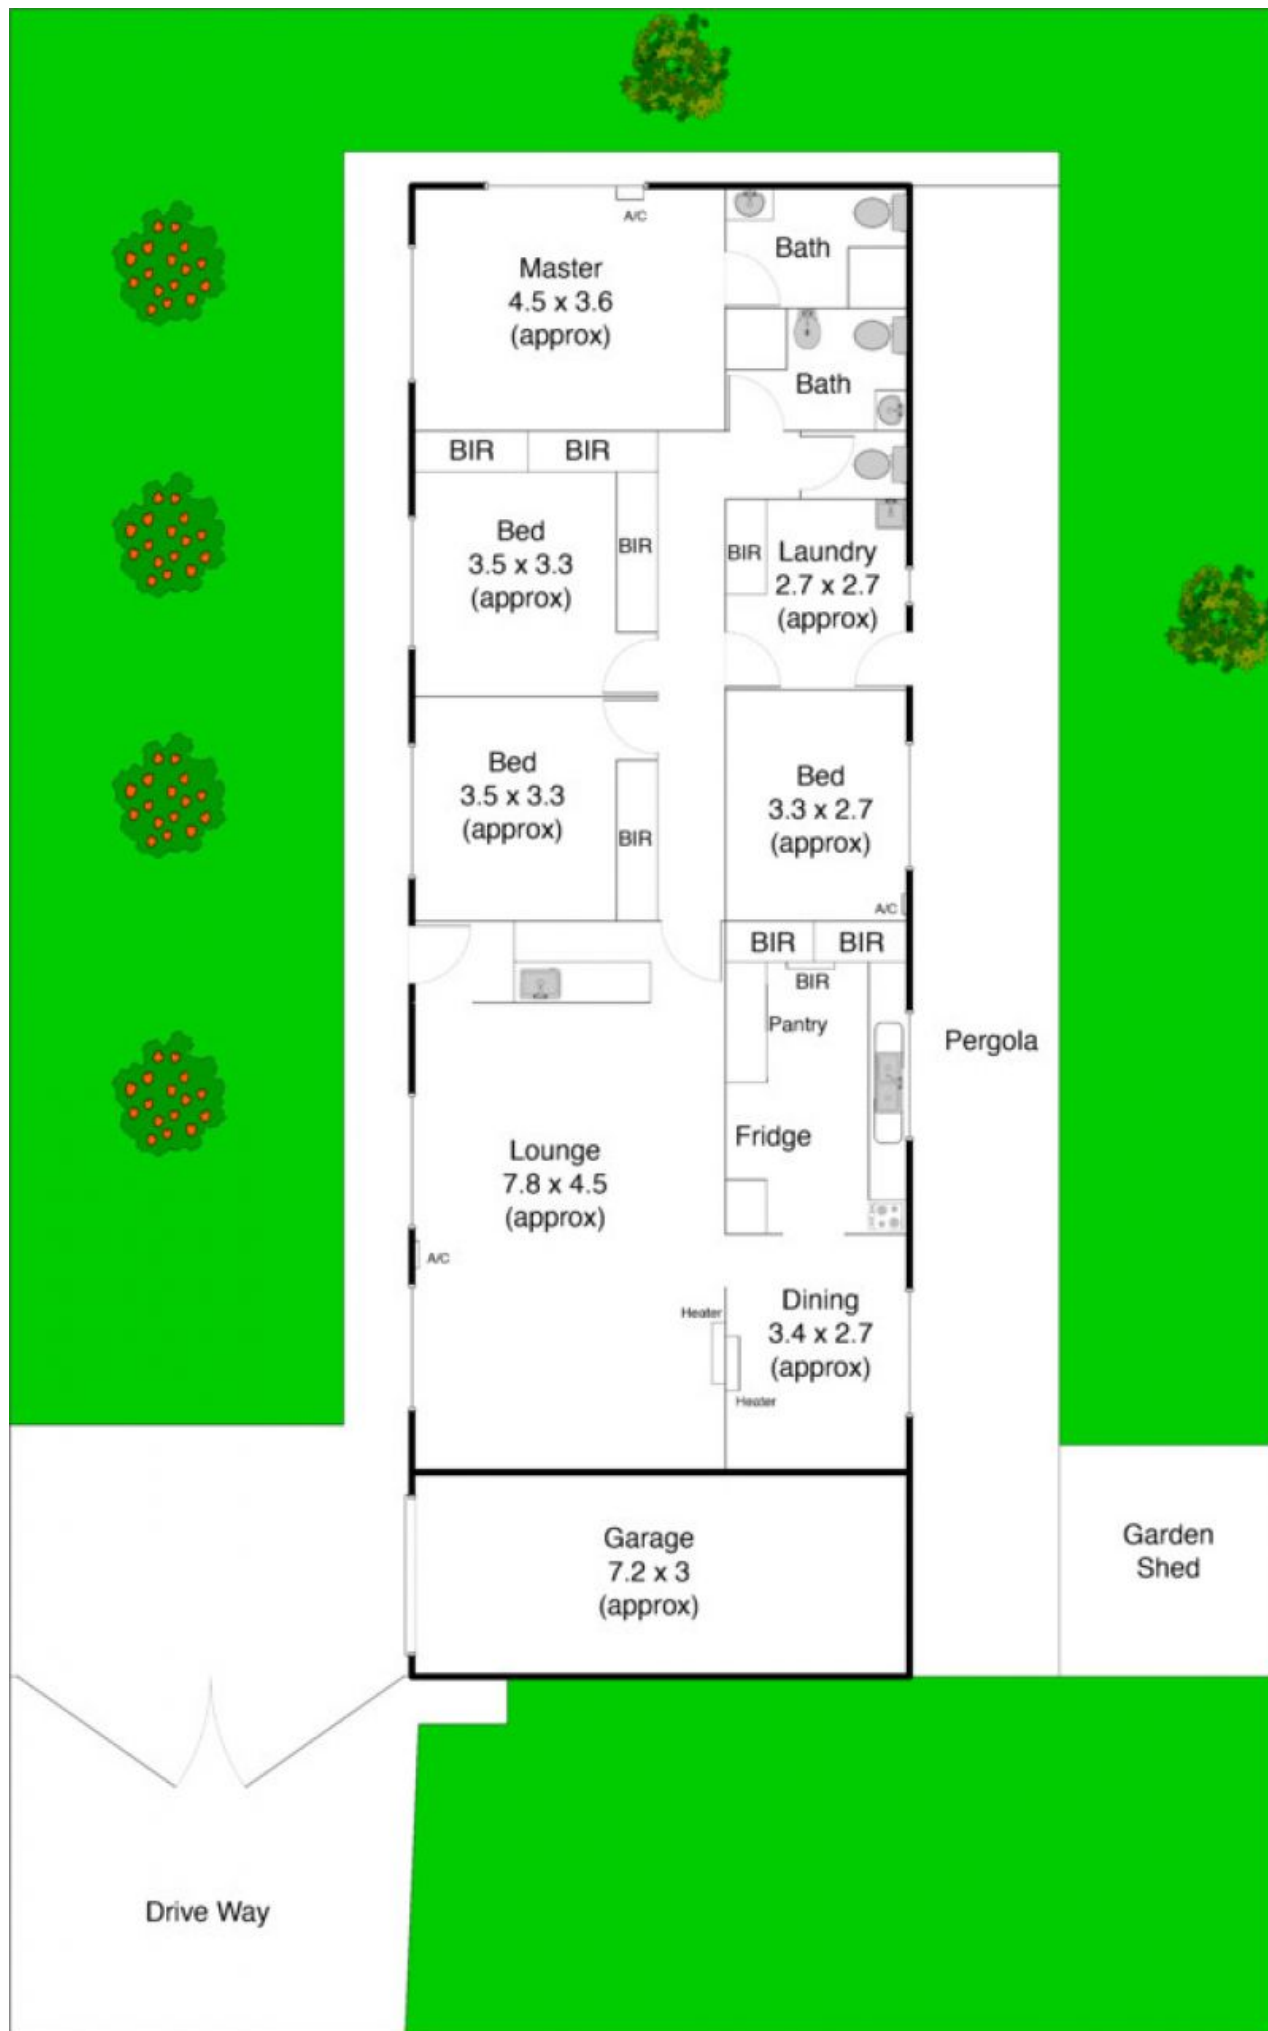 A/C
Bath
Master
4.5 x 3.6
(approx)
Bath
BIR
BIR
Bed
3.5 x 3.3
(approx)
BIR
BIR
Laundry
2.7 x 2.7
(approx)
Bed
3.5 x 3.3
(approx)
BIR
Bed
3.3 x 2.7
(approx)
A/C
BIR
BIR
BIR
Pantry
Pergola
Fridge
Lounge
7.8 x 4.5
(approx)
A/C
Heater
Dining
3.4 x 2.7
(approx)
Heater
Garage
7.2 x 3
(approx)
Garden
Shed
Drive Way